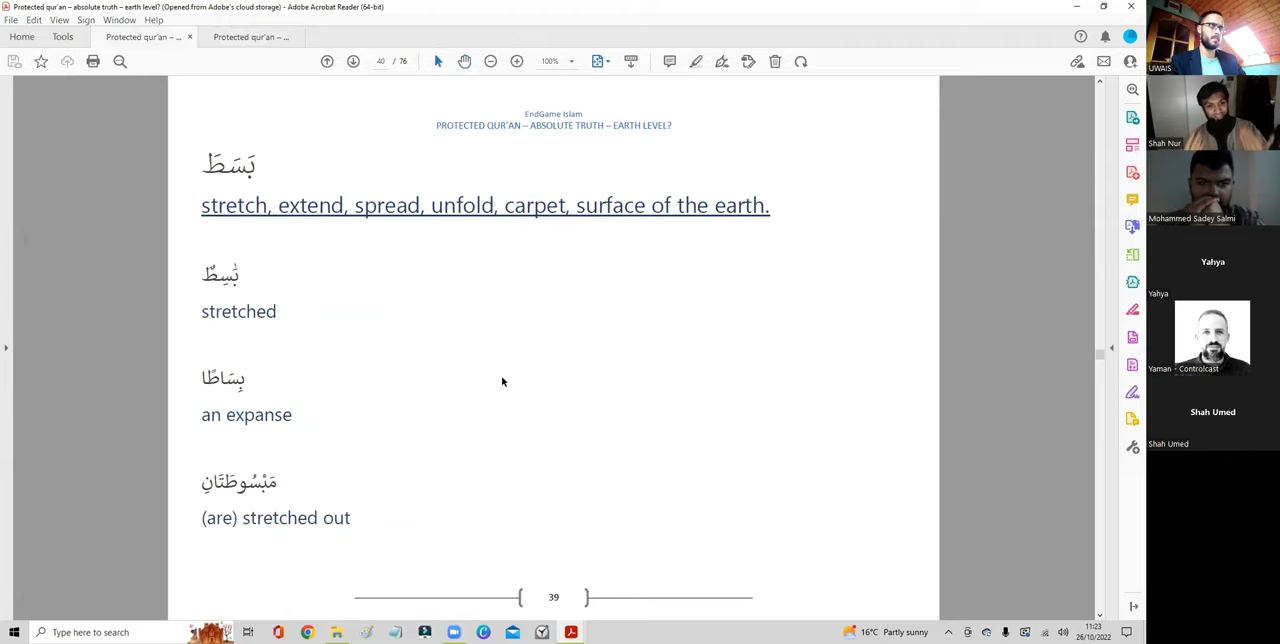 Protected qur'an – absolute truth – earth level? (Opened from Adobe's cloud storage) - Adobe Acrobat Reader (64-bit)
File Edit View Sign Window Help
Home Tools Protected qur'an – ... × Protected qur'an – ...
40 / 76 100%
EndGame Islam
PROTECTED QUR'AN – ABSOLUTE TRUTH – EARTH LEVEL?
بَسَطَ
stretch, extend, spread, unfold, carpet, surface of the earth.
بَٰسِطٌ
stretched
بِسَاطًا
an expanse
مَبْسُوطَتَانِ
(are) stretched out
39
UWAIS
Shah Nur
Mohammed Sadey Salmi
Yahya
Yahya
Yaman - Controlcast
Shah Umed
Shah Umed
Type here to search
16°C Partly sunny
11:23
26/10/2022